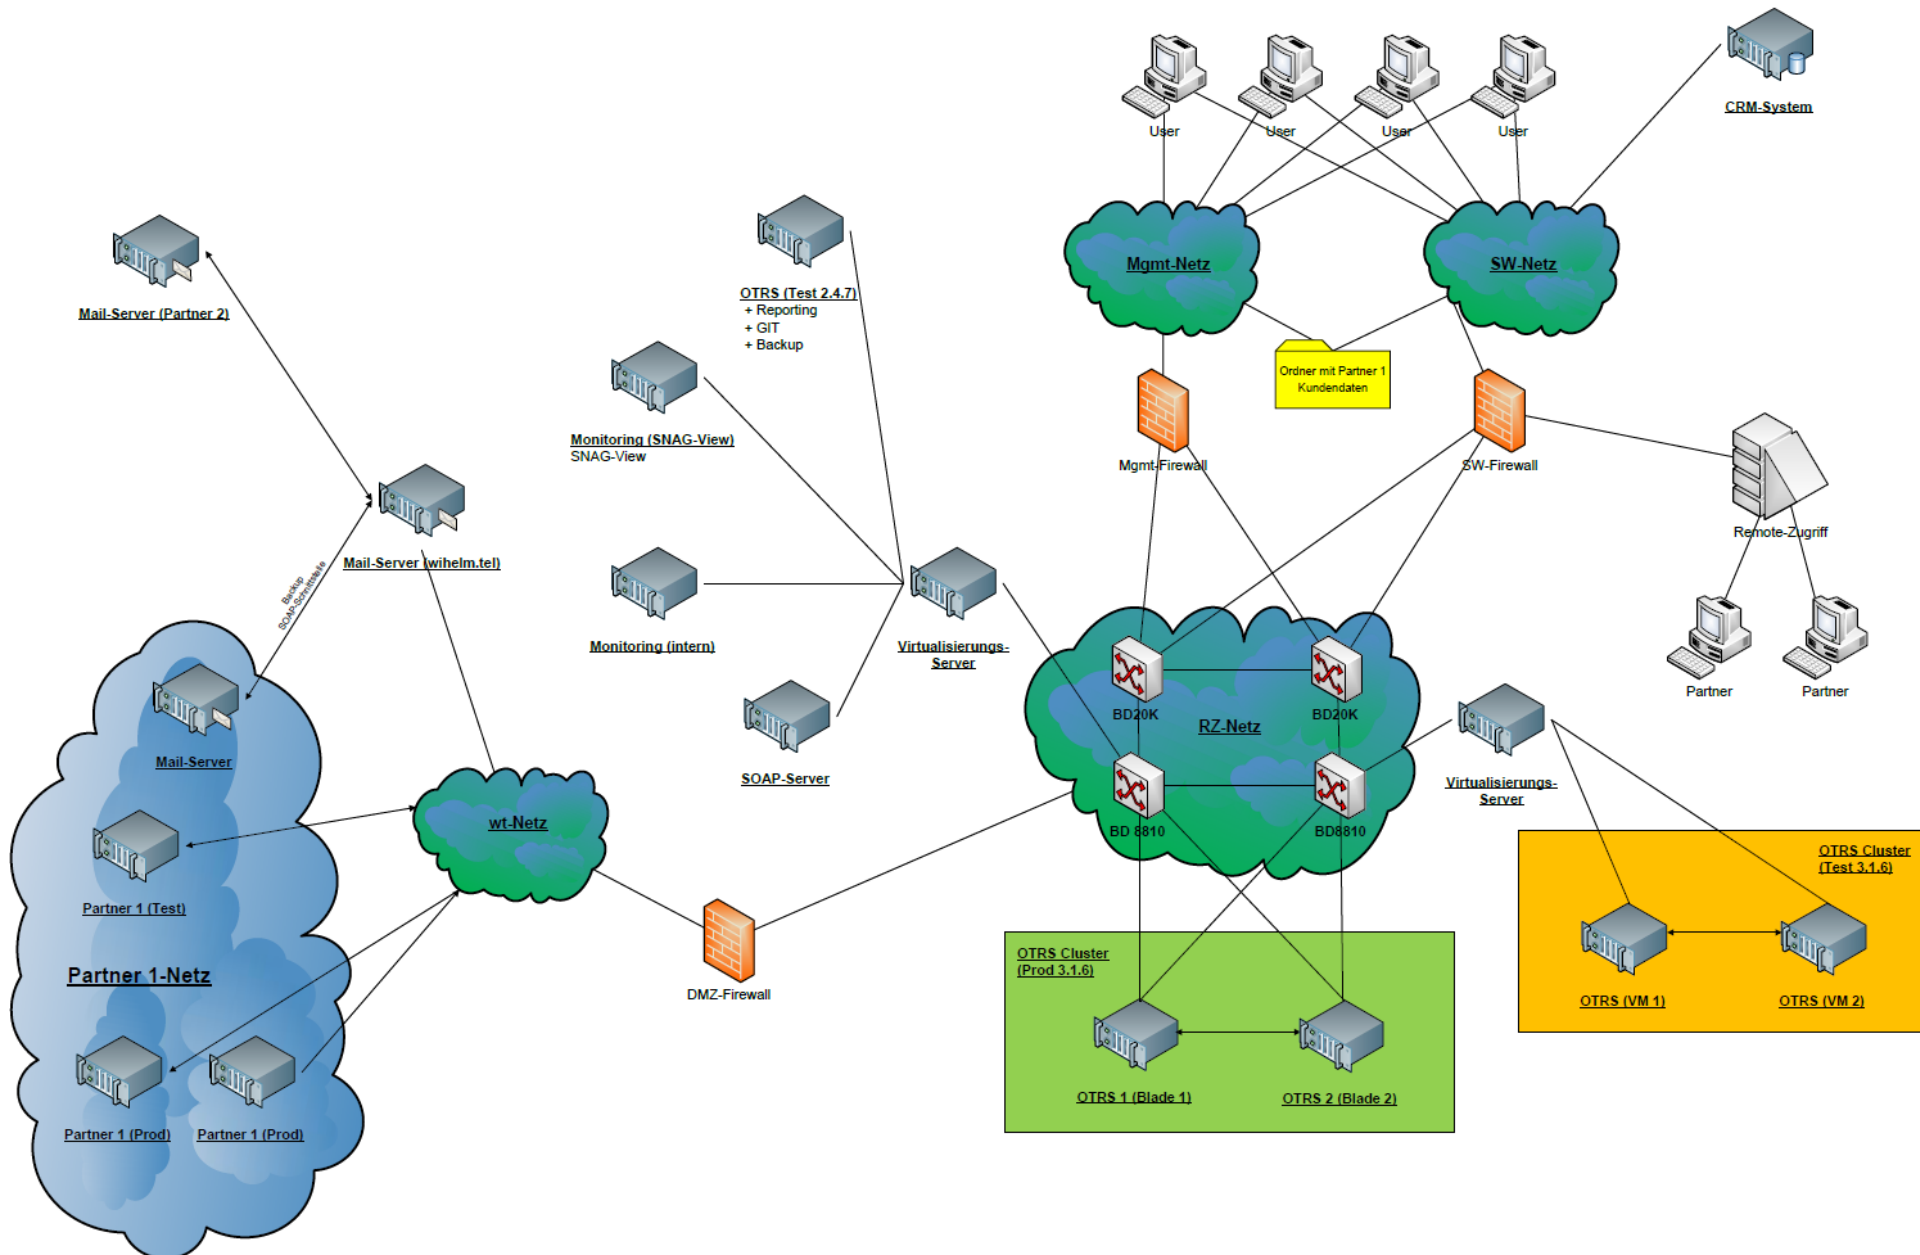 User
User
User
User
CRM-System
Mgmt-Netz
SW-Netz
Mail-Server (Partner 2)
OTRS (Test 2.4.7)
+ Reporting
+ GIT
+ Backup
Ordner mit Partner 1
Kundendaten
Monitoring (SNAG-View)
SNAG-View
Mgmt-Firewall
SW-Firewall
Remote-Zugriff
Mail-Server (wihelm.tel)
Backup
SOAP-Schnittstelle
Monitoring (intern)
Virtualisierungs-
Server
Partner
Partner
BD20K
BD20K
RZ-Netz
Mail-Server
SOAP-Server
Virtualisierungs-
Server
wt-Netz
BD 8810
BD8810
OTRS Cluster
(Test 3.1.6)
Partner 1 (Test)
Partner 1-Netz
DMZ-Firewall
OTRS Cluster
(Prod 3.1.6)
OTRS (VM 1)
OTRS (VM 2)
OTRS 1 (Blade 1)
OTRS 2 (Blade 2)
Partner 1 (Prod)
Partner 1 (Prod)